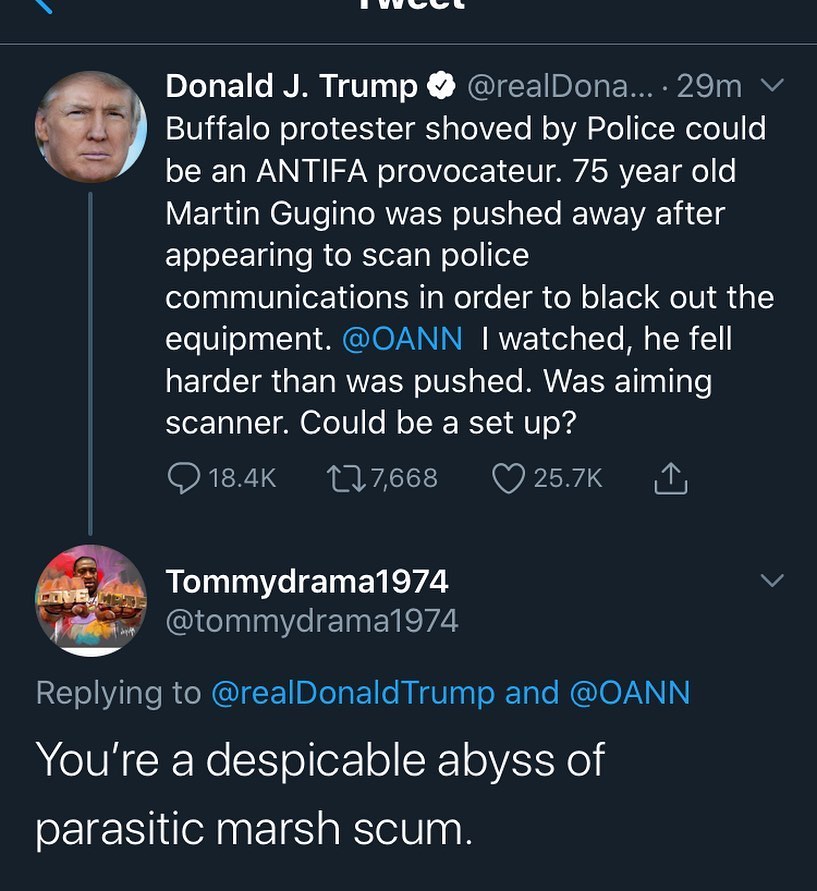 Tweet
Donald J. Trump @realDona... · 29m
Buffalo protester shoved by Police could
be an ANTIFA provocateur. 75 year old
Martin Gugino was pushed away after
appearing to scan police
communications in order to black out the
equipment. @OANN I watched, he fell
harder than was pushed. Was aiming
scanner. Could be a set up?
18.4K 7,668 25.7K
Tommydrama1974
@tommydrama1974
LOVE HATE
Replying to @realDonaldTrump and @OANN
You’re a despicable abyss of
parasitic marsh scum.